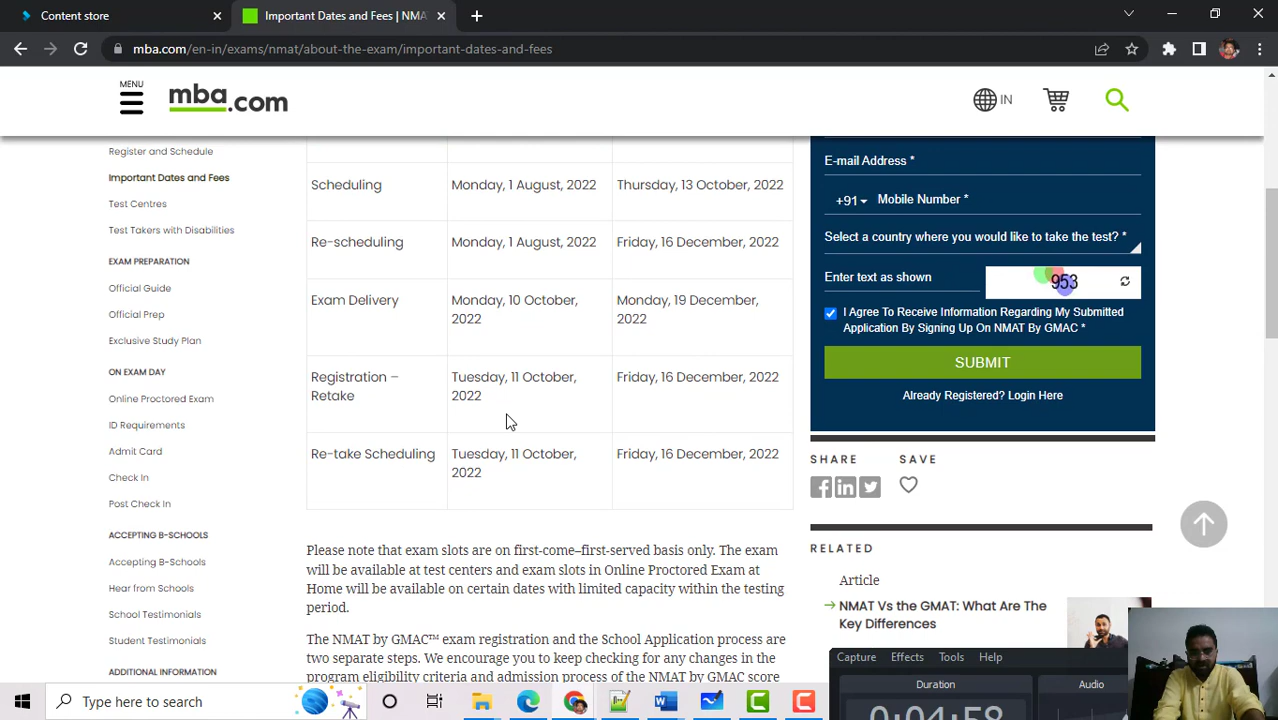 Content store
Important Dates and Fees | NMA
mba.com/en-in/exams/nmat/about-the-exam/important-dates-and-fees
MENU
mba.com
IN
Register and Schedule
Important Dates and Fees
Test Centres
Test Takers with Disabilities
EXAM PREPARATION
Official Guide
Official Prep
Exclusive Study Plan
ON EXAM DAY
Online Proctored Exam
ID Requirements
Admit Card
Check In
Post Check In
ACCEPTING B-SCHOOLS
Accepting B-Schools
Hear from Schools
School Testimonials
Student Testimonials
ADDITIONAL INFORMATION
Scheduling Monday, 1 August, 2022 Thursday, 13 October, 2022
Re-scheduling Monday, 1 August, 2022 Friday, 16 December, 2022
Exam Delivery Monday, 10 October, 2022 Monday, 19 December, 2022
Registration – Retake Tuesday, 11 October, 2022 Friday, 16 December, 2022
Re-take Scheduling Tuesday, 11 October, 2022 Friday, 16 December, 2022
Please note that exam slots are on first-come–first-served basis only. The exam
will be available at test centers and exam slots in Online Proctored Exam at
Home will be available on certain dates with limited capacity within the testing
period.
The NMAT by GMAC™ exam registration and the School Application process are
two separate steps. We encourage you to keep checking for any changes in the
program eligibility criteria and admission process of the NMAT by GMAC score
E-mail Address *
+91 Mobile Number *
Select a country where you would like to take the test? *
Enter text as shown 953
I Agree To Receive Information Regarding My Submitted
Application By Signing Up On NMAT By GMAC *
SUBMIT
Already Registered? Login Here
SHARE SAVE
RELATED
Article
NMAT Vs the GMAT: What Are The
Key Differences
Capture Effects Tools Help
Duration Audio
0:04:58
Type here to search